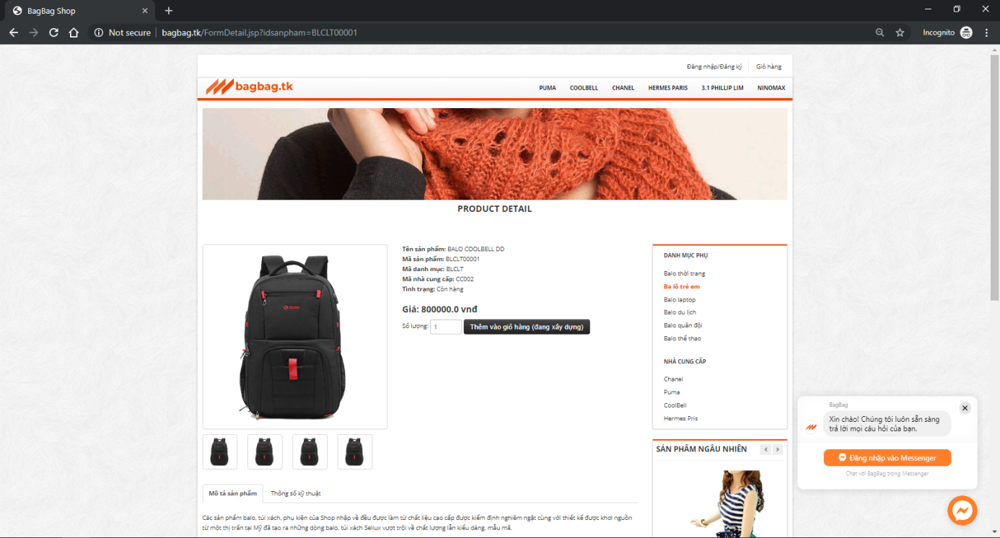 BagBag Shop
Not secure | bagbag.tk/FormDetail.jsp?idsanpham=BLCLT00001
Incognito
Đăng nhập/Đăng ký
Giỏ hàng
bagbag.tk
PUMA
COOLBELL
CHANEL
HERMES PARIS
3.1 PHILLIP LIM
NINOMAX
PRODUCT DETAIL
Tên sản phẩm: BALO COOLBELL DD
Mã sản phẩm: BLCLT00001
Mã danh mục: BLCLT
Mã nhà cung cấp: CC002
Tình trạng: Còn hàng
Giá: 800000.0 vnđ
Số lượng: 1
Thêm vào giỏ hàng (đang xây dựng)
Mô tả sản phẩm
Thông số kỹ thuật
Các sản phẩm balo, túi xách, phụ kiện của Shop nhập về đều được làm từ chất liệu cao cấp được kiểm định nghiêm ngặt cùng với thiết kế được khơi nguồn
từ một thị trấn tại Mỹ đã tạo ra những dòng balo, túi xách Seliux vượt trội về chất lượng lẫn kiểu dáng, mẫu mã.
DANH MỤC PHỤ
Balo thời trang
Ba lô trẻ em
Balo laptop
Balo du lịch
Balo quân đội
Balo thể thao
NHÀ CUNG CẤP
Chanel
Puma
CoolBell
Hermes Pris
SẢN PHẨM NGẪU NHIÊN
BagBag
Xin chào! Chúng tôi luôn sẵn sàng
trả lời mọi câu hỏi của bạn.
Đăng nhập vào Messenger
Chat với BagBag trong Messenger